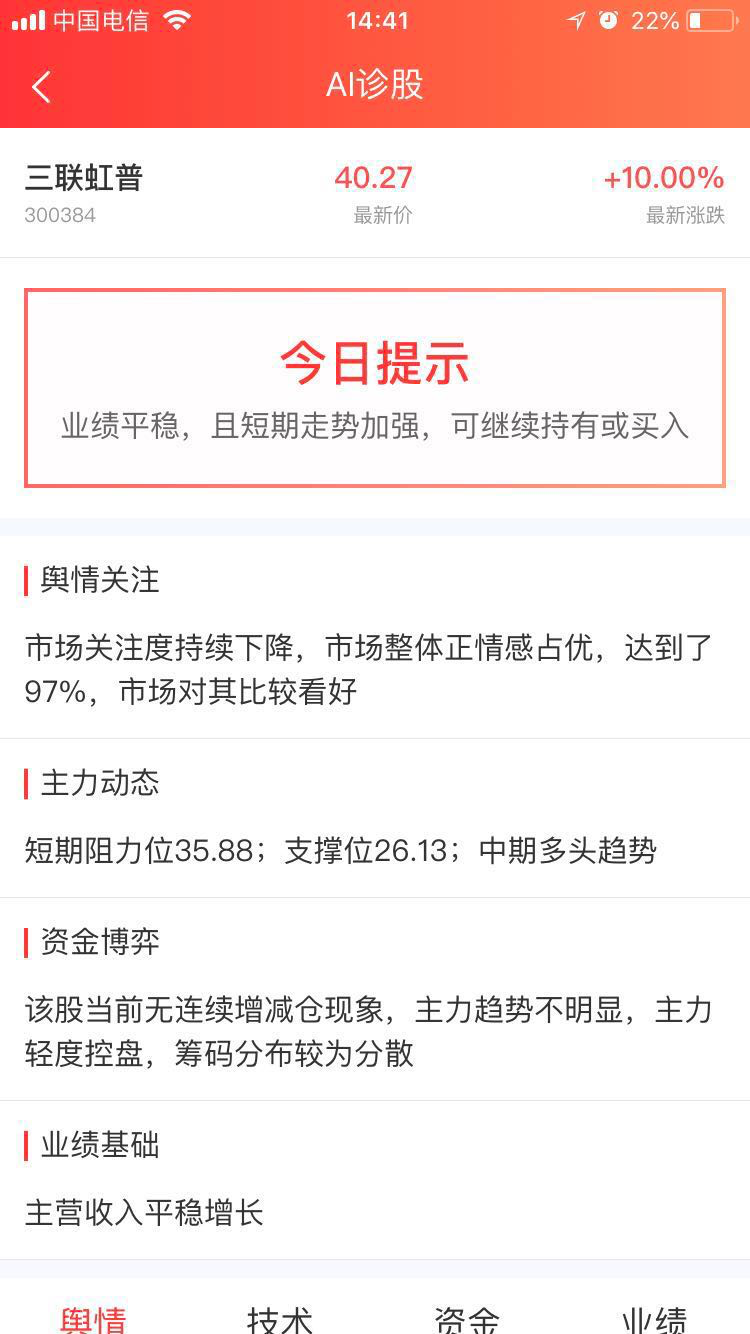 中国电信 14:41 22%
AI诊股
三联虹普 40.27 +10.00%
300384 最新价 最新涨跌
今日提示
业绩平稳，且短期走势加强，可继续持有或买入
舆情关注
市场关注度持续下降，市场整体正情感占优，达到了
97%，市场对其比较看好
主力动态
短期阻力位35.88；支撑位26.13；中期多头趋势
资金博弈
该股当前无连续增减仓现象，主力趋势不明显，主力
轻度控盘，筹码分布较为分散
业绩基础
主营收入平稳增长
舆情 技术 资金 业绩